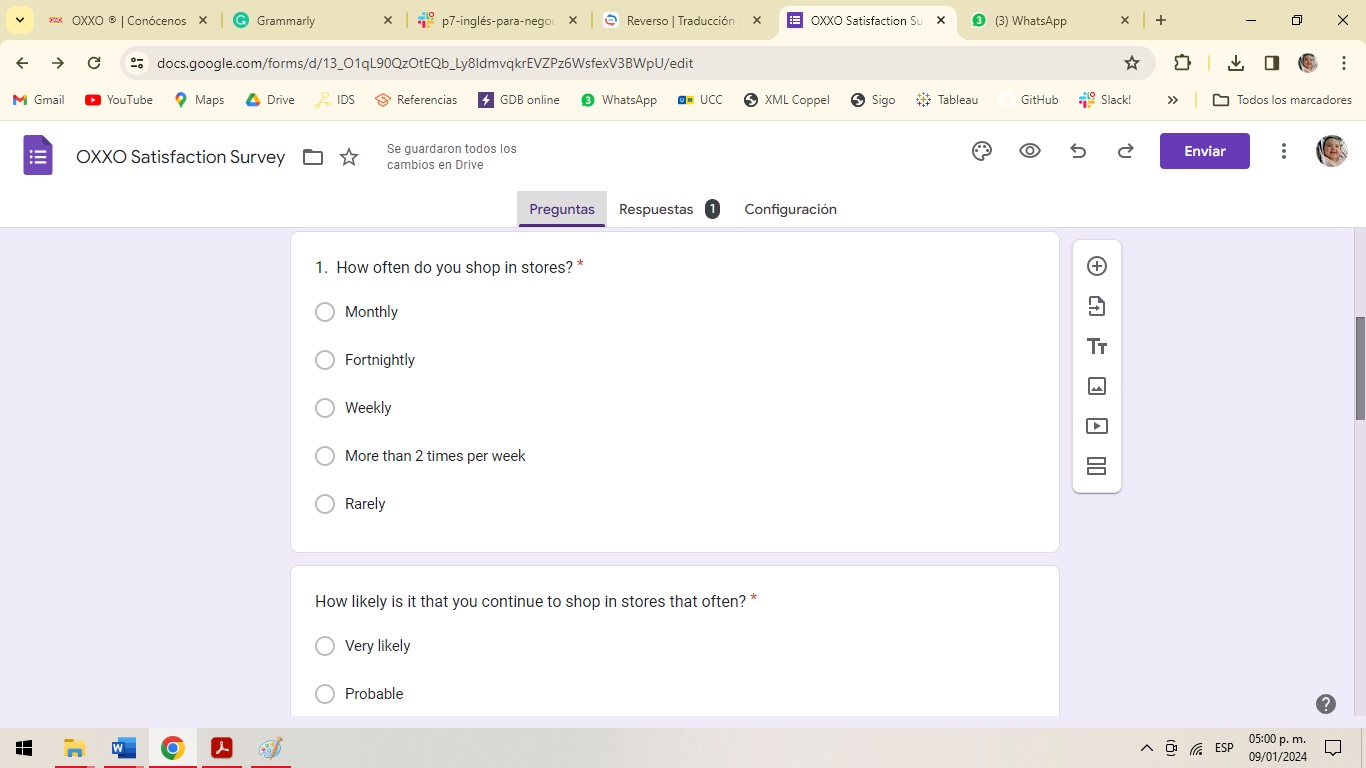 OXXO ® | Conócenos
Grammarly
p7-inglés-para-negoc
Reverso | Traducción
OXXO Satisfaction Su
(3) WhatsApp
docs.google.com/forms/d/13_O1qL90QzOtEQb_Ly8IdmvqkrEVZPz6WsfexV3BWpU/edit
Gmail YouTube Maps Drive IDS Referencias GDB online WhatsApp UCC XML Coppel Sigo Tableau GitHub Slack! » Todos los marcadores
OXXO Satisfaction Survey
Se guardaron todos los
cambios en Drive
Enviar
Preguntas Respuestas 1 Configuración
1. How often do you shop in stores? *
Monthly
Fortnightly
Weekly
More than 2 times per week
Rarely
How likely is it that you continue to shop in stores that often? *
Very likely
Probable
ESP
05:00 p. m.
09/01/2024